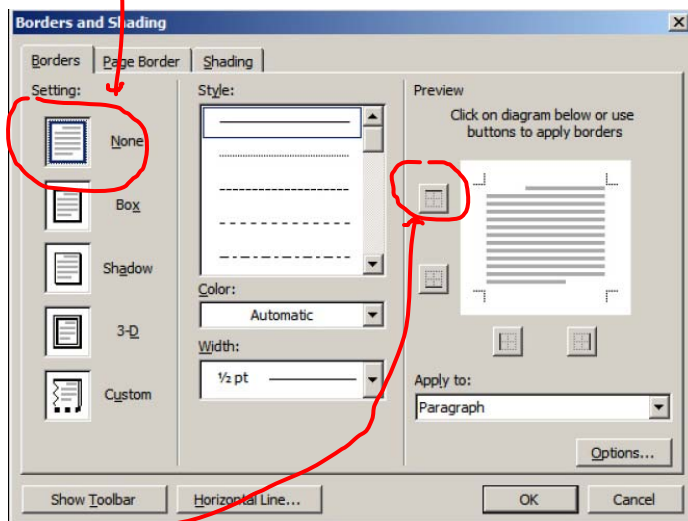 Borders and Shading
Borders
Page Border
Shading
Setting:
None
Box
Shadow
3-D
Custom
Style:
Color:
Automatic
Width:
½ pt
Preview
Click on diagram below or use
buttons to apply borders
Apply to:
Paragraph
Options...
Show Toolbar
Horizontal Line...
OK
Cancel